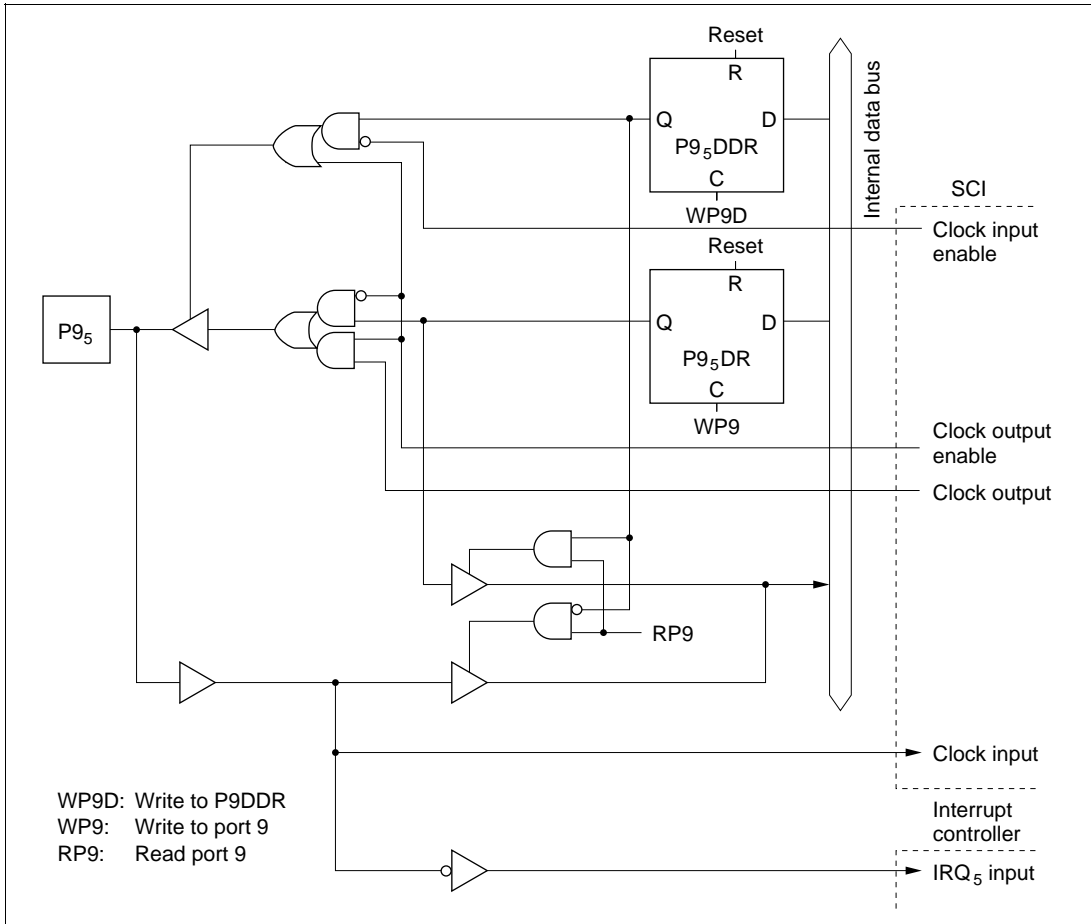 Reset
R
Q D
P9₅DDR
C
WP9D
Internal data bus
SCI
Clock input
enable
Reset
R
Q D
P9₅DR
C
WP9
P9₅
Clock output
enable
Clock output
RP9
Clock input
WP9D: Write to P9DDR
WP9: Write to port 9
RP9: Read port 9
Interrupt
controller
IRQ₅ input